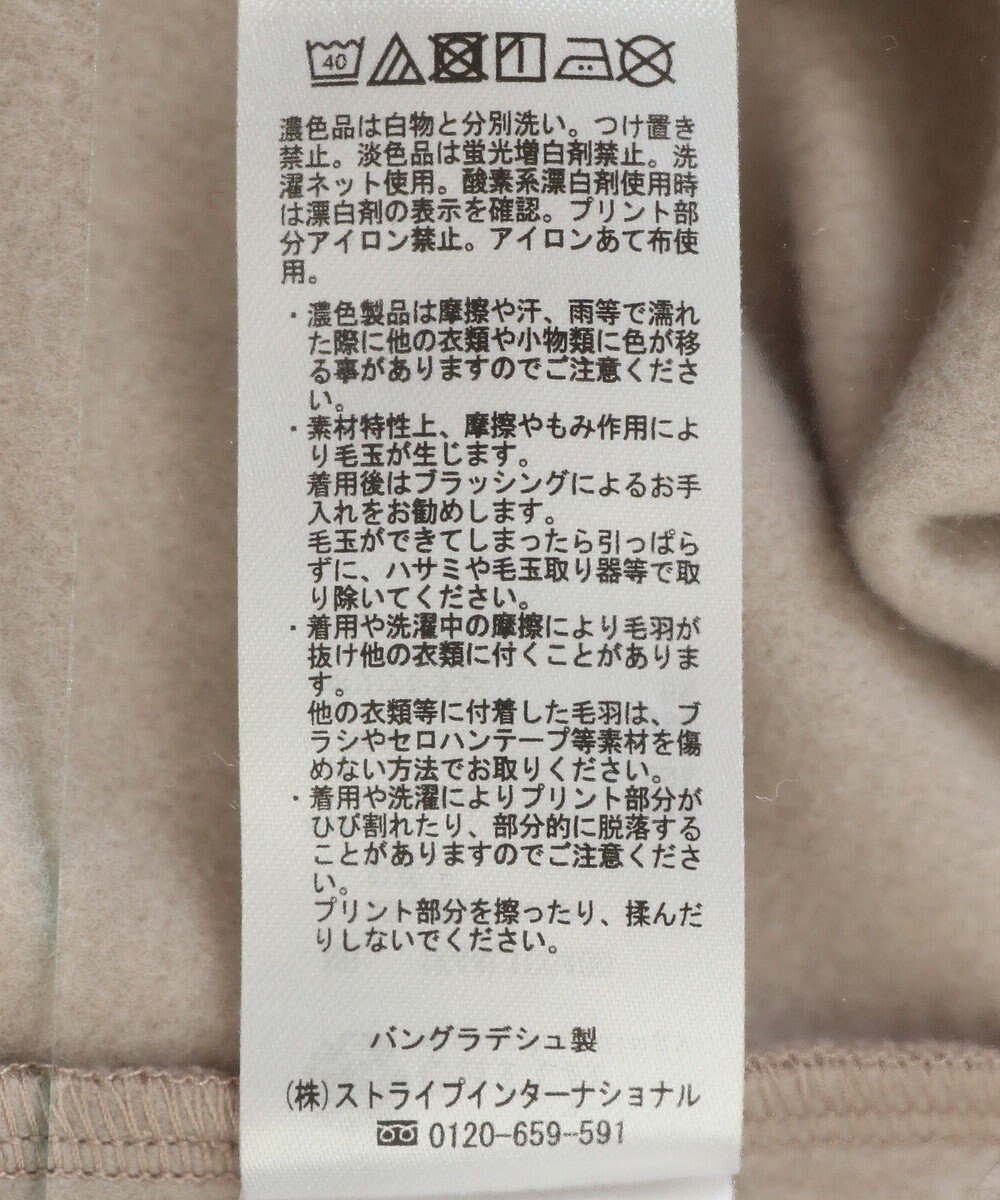 40
濃色品は白物と分別洗い。つけ置き
禁止。淡色品は蛍光増白剤禁止。洗
濯ネット使用。酸素系漂白剤使用時
は漂白剤の表示を確認。プリント部
分アイロン禁止。アイロンあて布使
用。
・濃色製品は摩擦や汗、雨等で濡れ
た際に他の衣類や小物類に色が移
る事がありますのでご注意くださ
い。
・素材特性上、摩擦やもみ作用によ
り毛玉が生じます。
着用後はブラッシングによるお手
入れをお勧めします。
毛玉ができてしまったら引っぱら
ずに、ハサミや毛玉取り器等で取
り除いてください。
・着用や洗濯中の摩擦により毛羽が
抜け他の衣類に付くことがありま
す。
他の衣類等に付着した毛羽は、ブ
ラシやセロハンテープ等素材を傷
めない方法でお取りください。
・着用や洗濯によりプリント部分が
ひび割れたり、部分的に脱落する
ことがありますのでご注意くださ
い。
プリント部分を擦ったり、揉んだ
りしないでください。
バングラデシュ製
(株)ストライプインターナショナル
0120-659-591